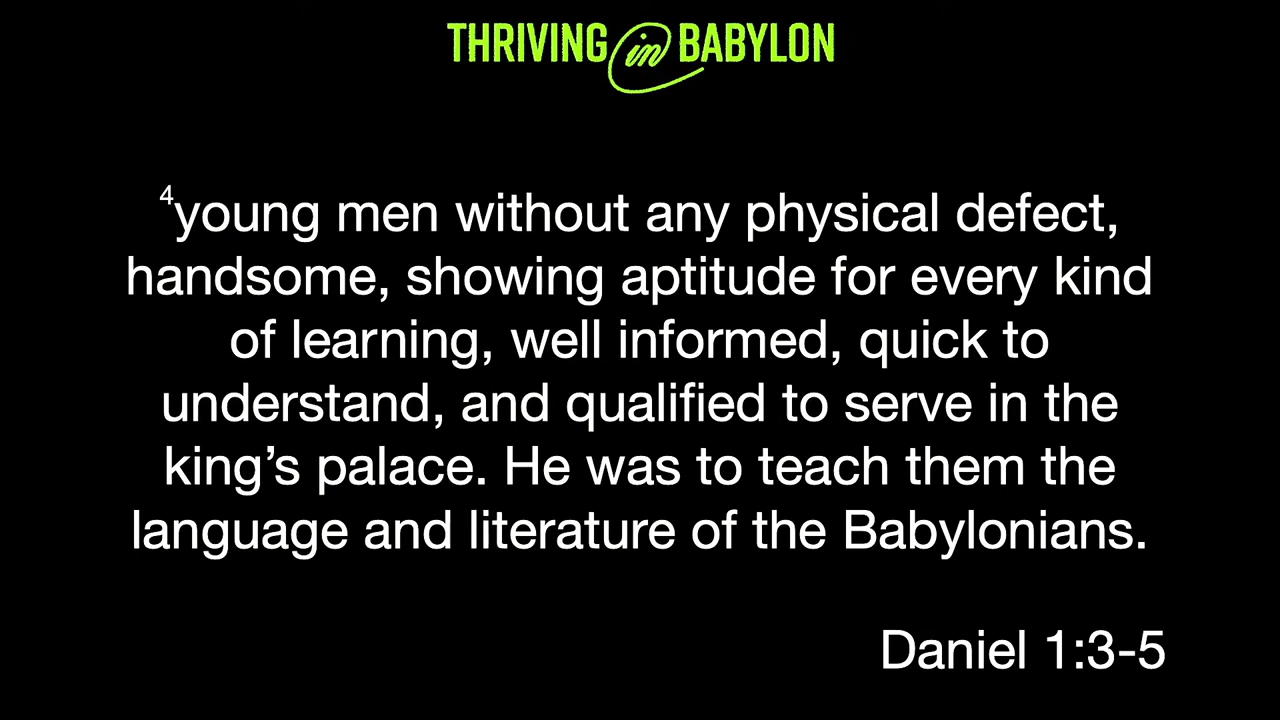 THRIVING in BABYLON
⁴young men without any physical defect,
handsome, showing aptitude for every kind
of learning, well informed, quick to
understand, and qualified to serve in the
king’s palace. He was to teach them the
language and literature of the Babylonians.
Daniel 1:3-5